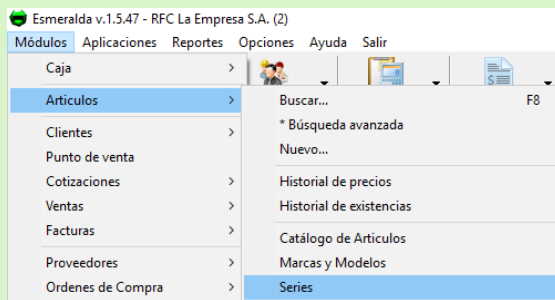 Esmeralda v.1.5.47 - RFC La Empresa S.A. (2)
Módulos Aplicaciones Reportes Opciones Ayuda Salir
Caja
Articulos
Clientes
Punto de venta
Cotizaciones
Ventas
Facturas
Proveedores
Ordenes de Compra
Buscar... F8
* Búsqueda avanzada
Nuevo...
Historial de precios
Historial de existencias
Catálogo de Articulos
Marcas y Modelos
Series